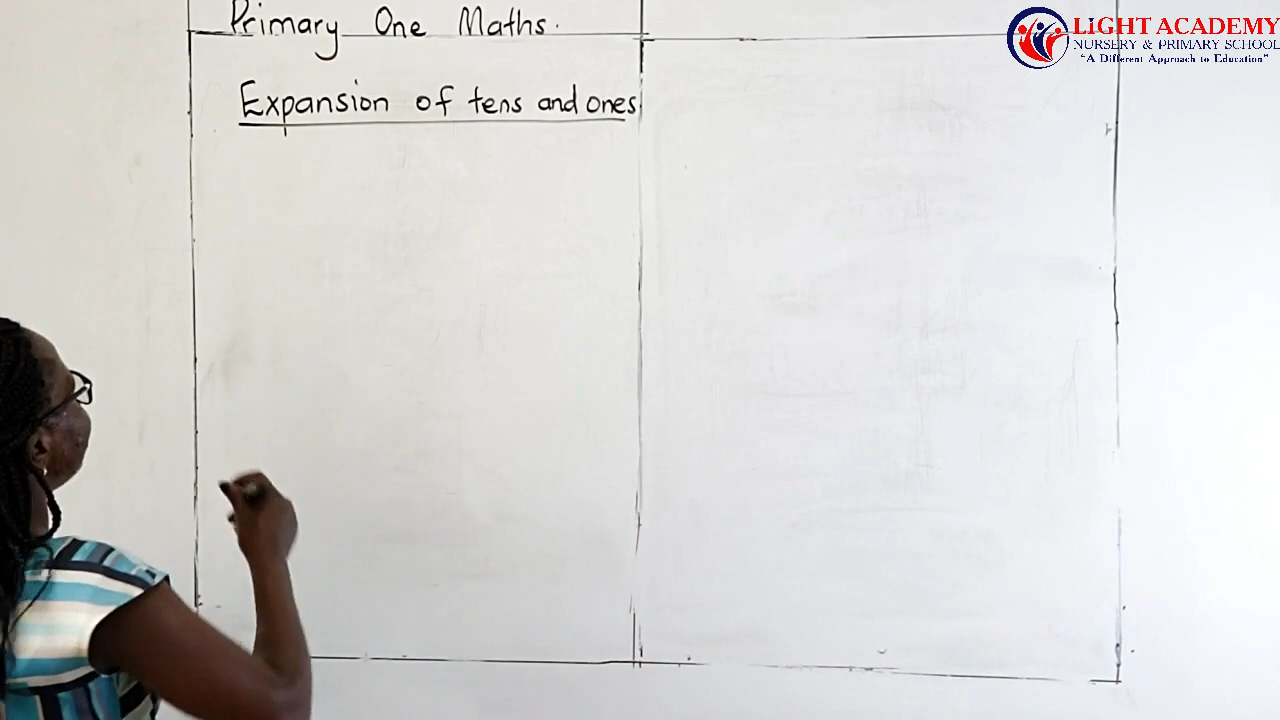 Primary One Maths.
Expansion of tens and ones
LIGHT ACADEMY
NURSERY & PRIMARY SCHOOL
"A Different Approach to Education"